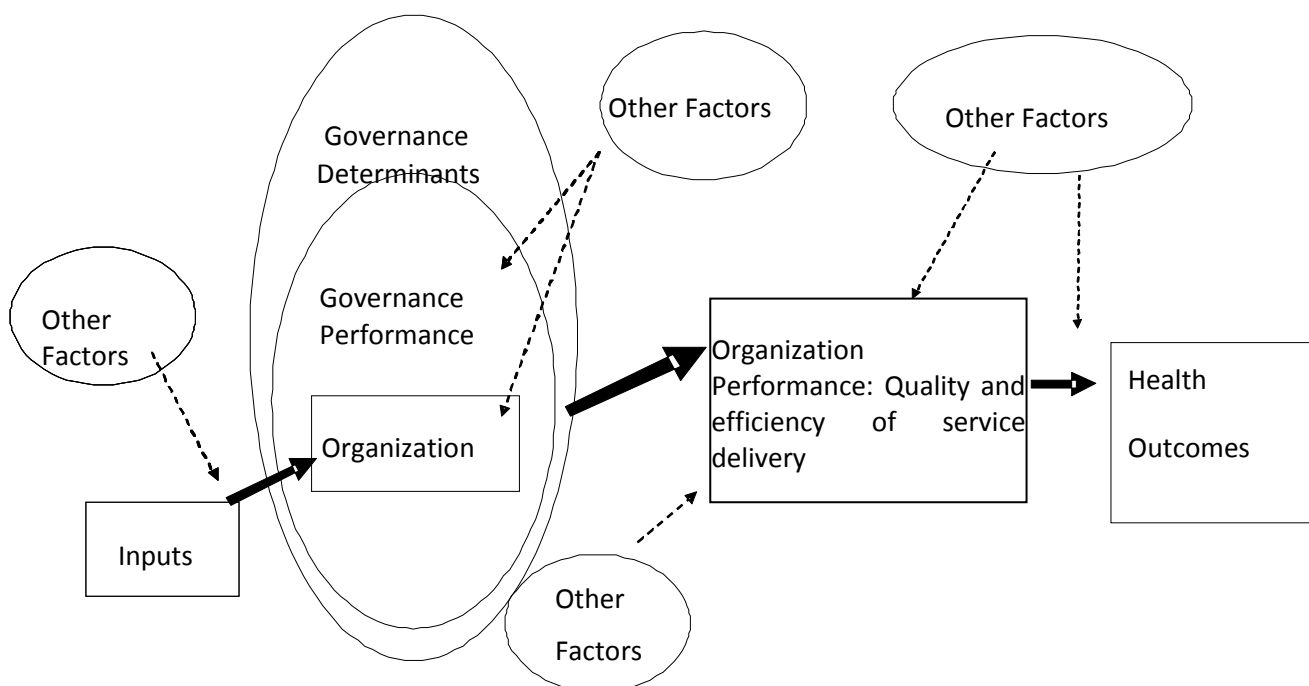 Governance
Determinants
Other Factors
Other Factors
Other
Factors
Governance
Performance
Organization
Inputs
Organization
Performance: Quality and
efficiency of service
delivery
Health
Outcomes
Other
Factors